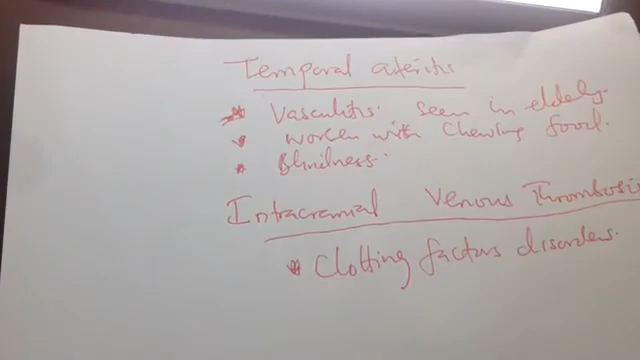 Temporal arteritis
* Vasculitis. Seen in elderly.
* worsen with Chewing food.
* Blindness.
Intracranial Venous Thrombosis
* Clotting factors disorders.